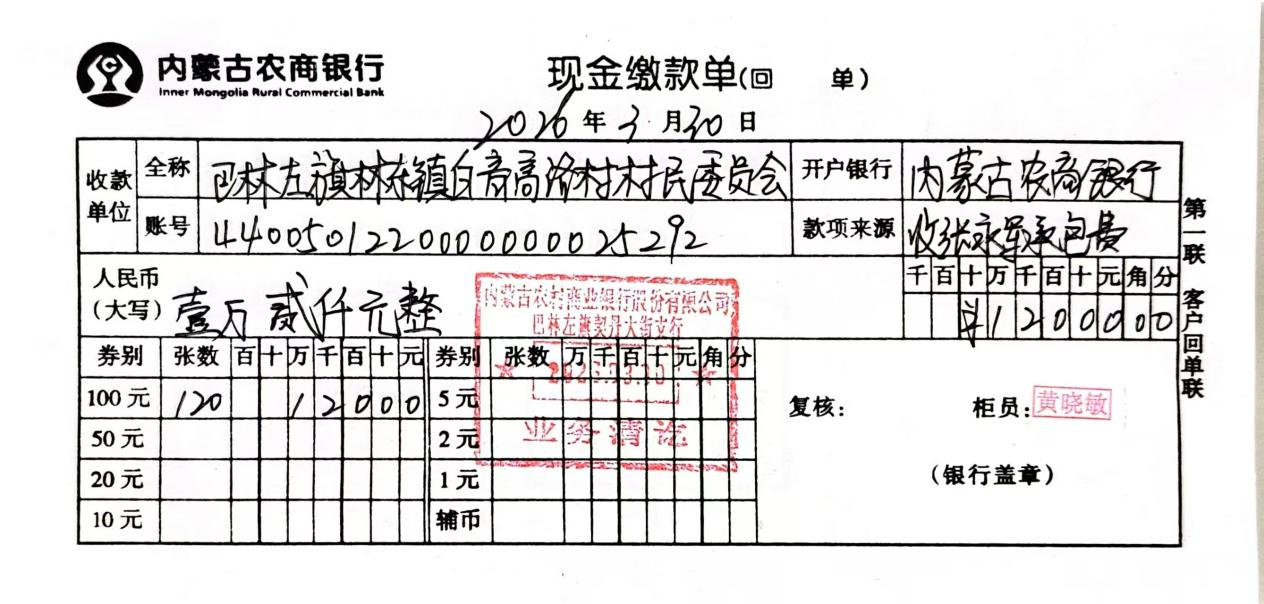 内蒙古农商银行
Inner Mongolia Rural Commercial Bank
现金缴款单(回 单)
2026年3月30日
收款单位 全称 巴林左旗林东镇白音高洛村村民委员会 开户银行 内蒙古农商银行
账号 4400501220000000025292 款项来源 收张永军承包费
人民币(大写) 壹万贰仟元整 千百十万千百十元角分
¥1200000
券别 张数 百十万千百十元 券别 张数 万千百十元角分
100元 120 12000 5元
50元 2元
20元 1元
10元 辅币
复核: 柜员: 黄晓敏
(银行盖章)
第一联 客户回单联
内蒙古农村商业银行股份有限公司
巴林左旗契丹大街支行
业务清讫